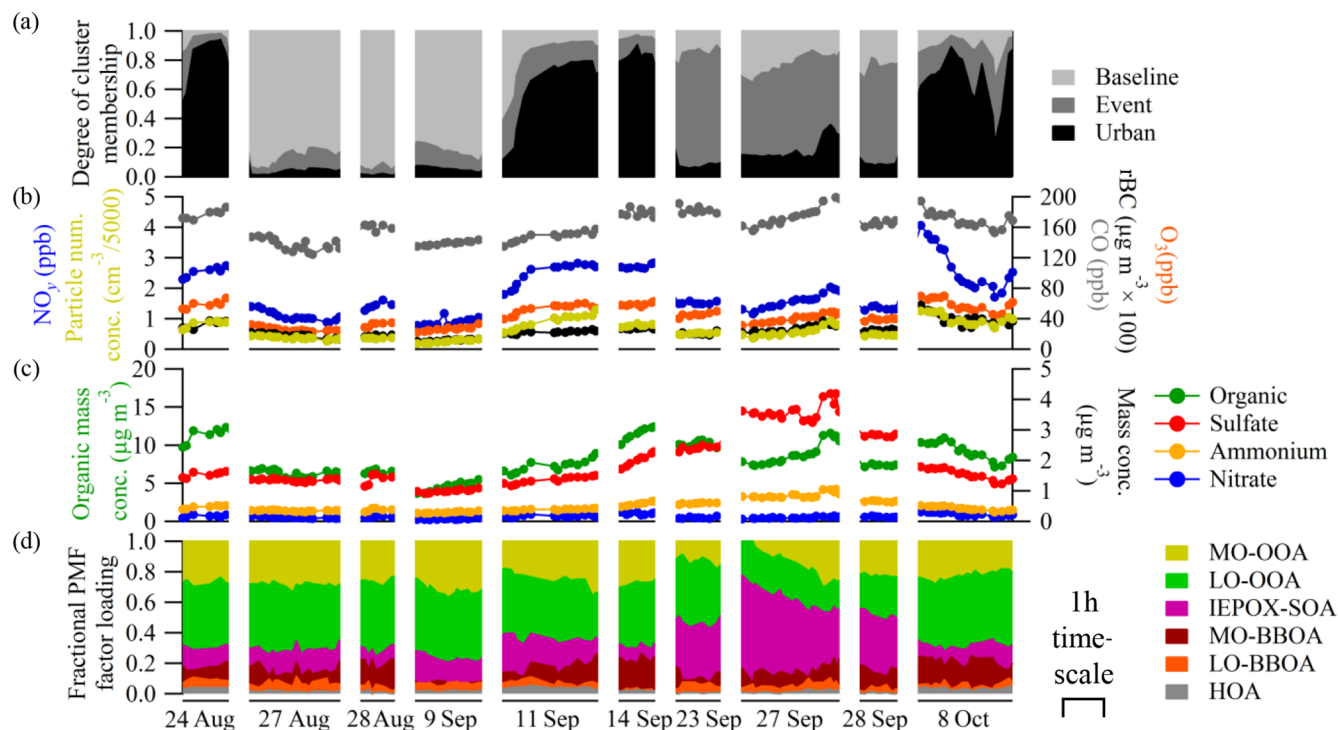 (a)
Degree of cluster
membership
1.0
0.8
0.6
0.4
0.2
0.0
Baseline
Event
Urban
(b)
NOy (ppb)
Particle num.
conc. (cm⁻³/5000)
5
4
3
2
1
0
200
160
120
80
40
0
rBC (μg m⁻³ × 100)
CO (ppb)
O₃(ppb)
(c)
Organic mass
conc. (μg m⁻³)
20
15
10
5
0
5
4
3
2
1
0
Mass conc.
(μg m⁻³)
Organic
Sulfate
Ammonium
Nitrate
(d)
Fractional PMF
factor loading
1.0
0.8
0.6
0.4
0.2
0.0
24 Aug 27 Aug 28 Aug 9 Sep 11 Sep 14 Sep 23 Sep 27 Sep 28 Sep 8 Oct
1h
time-
scale
MO-OOA
LO-OOA
IEPOX-SOA
MO-BBOA
LO-BBOA
HOA